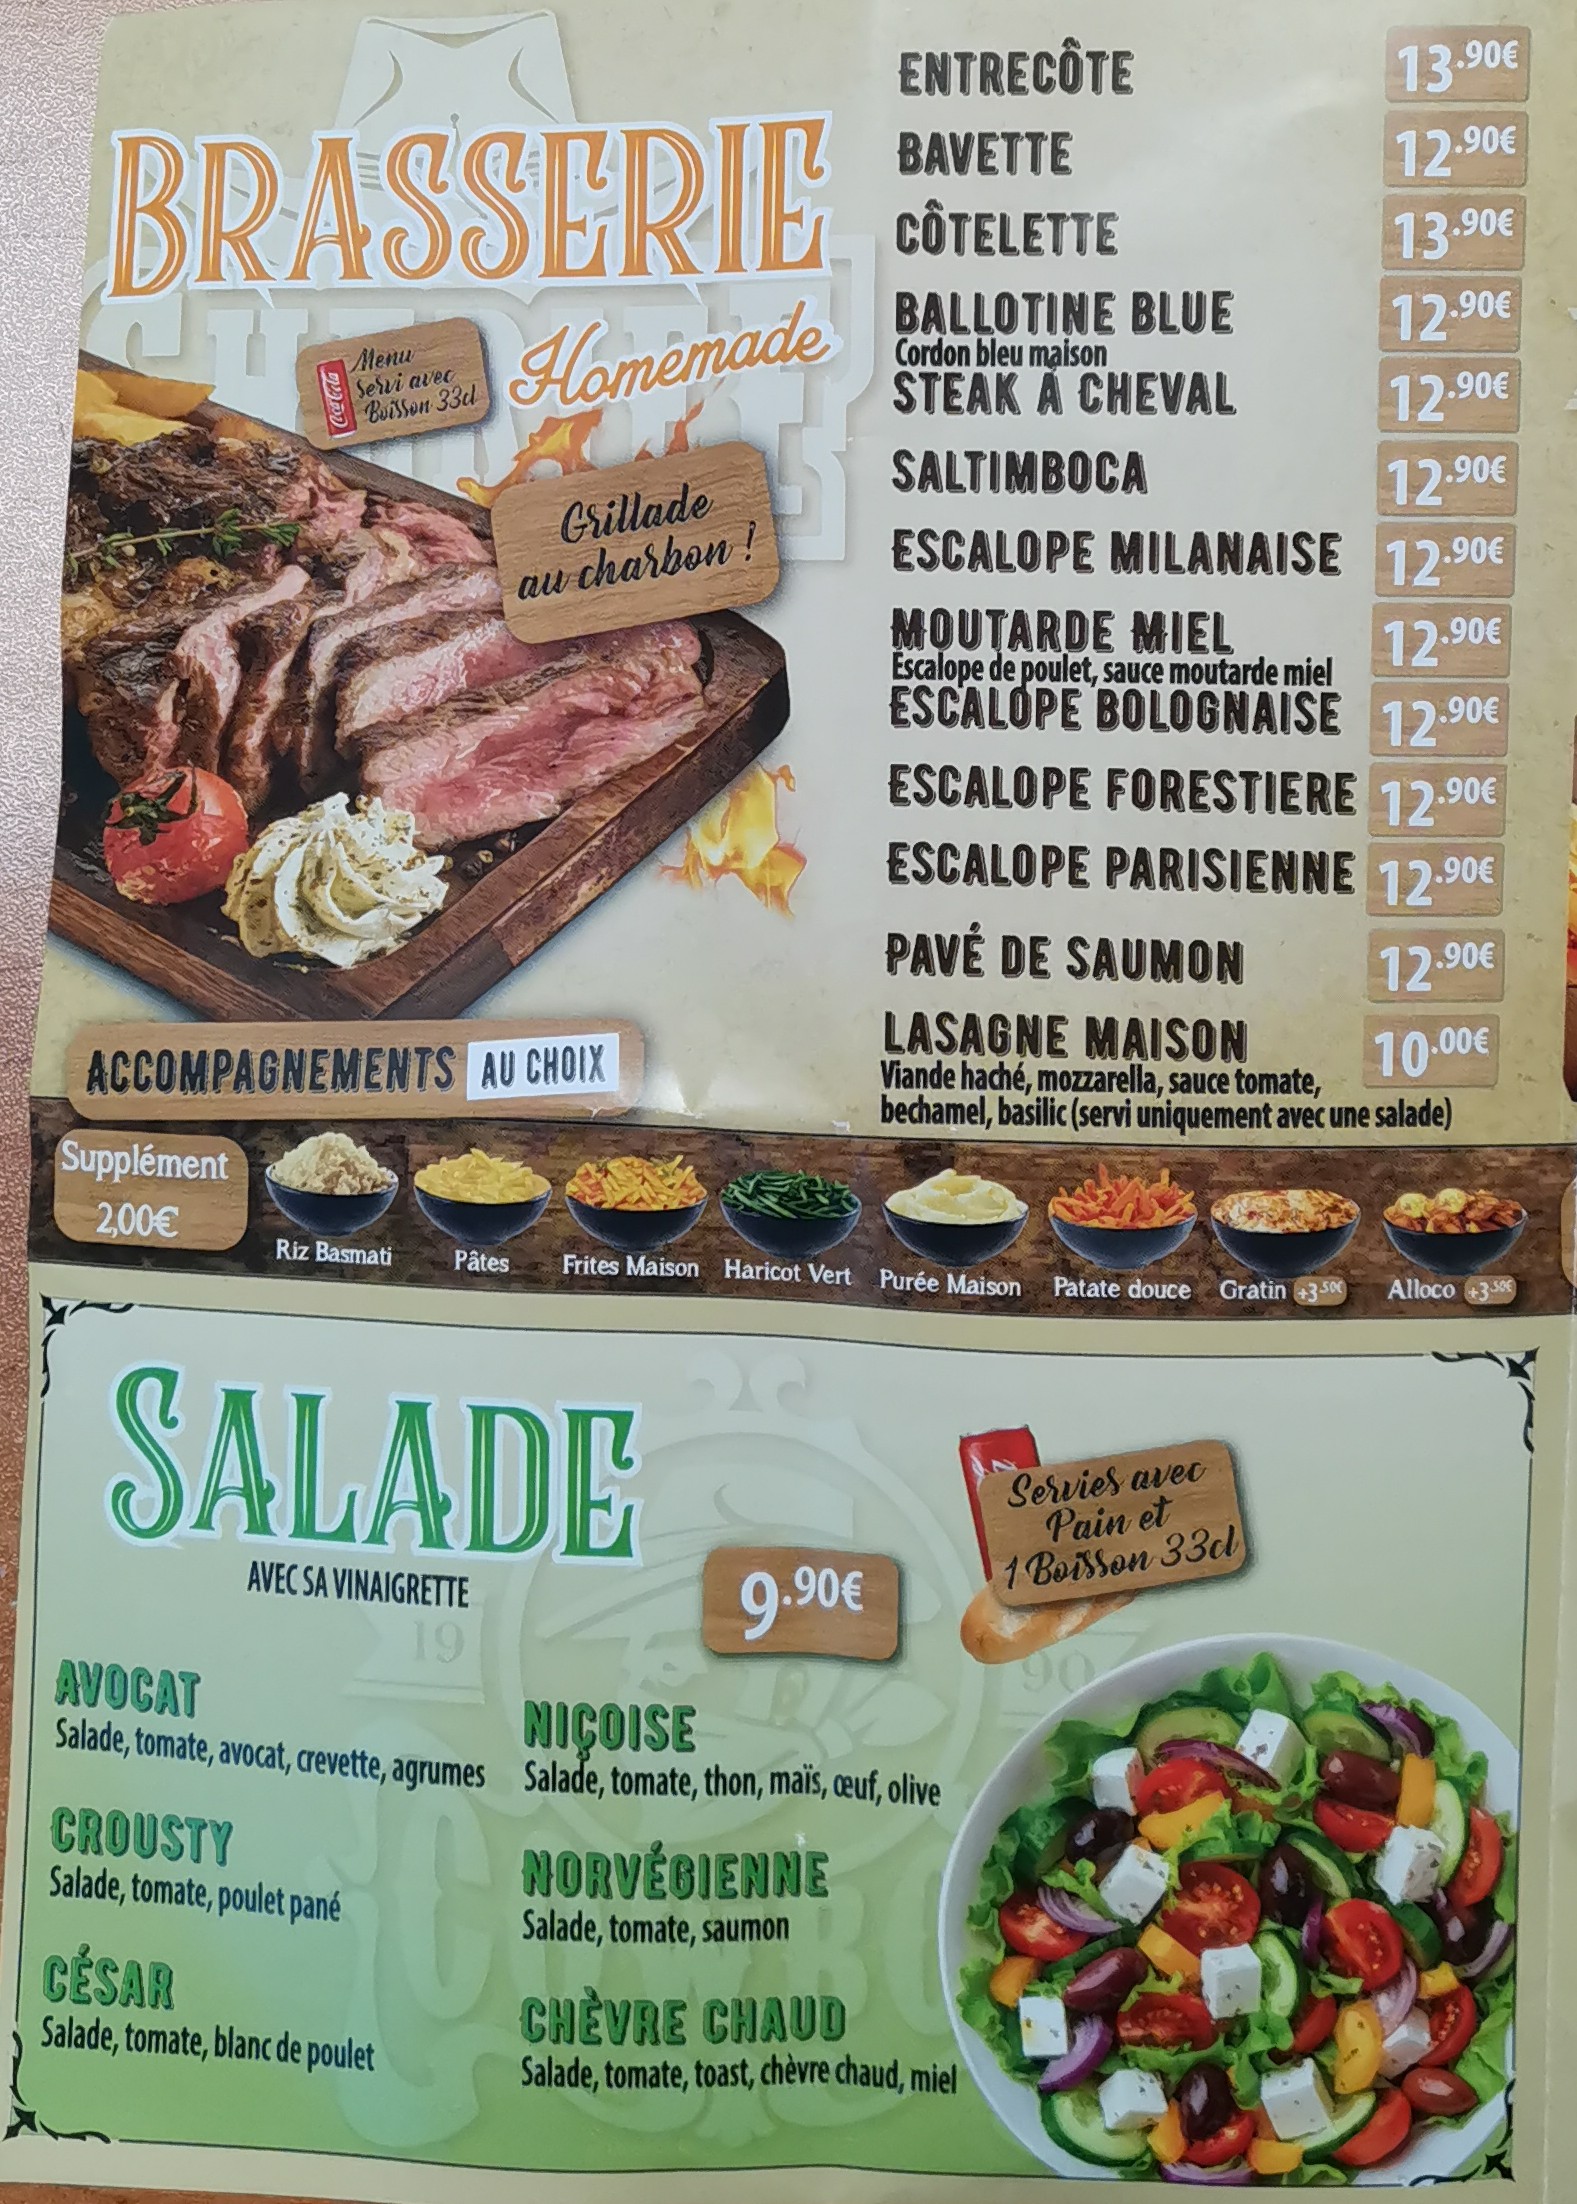 BRASSERIE
Homemade
Coca-Cola
Menu
Servi avec
Boisson 33cl
Grillade
au charbon !
ENTRECÔTE 13.90€
BAVETTE 12.90€
CÔTELETTE 13.90€
BALLOTINE BLUE 12.90€
Cordon bleu maison
STEAK À CHEVAL 12.90€
SALTIMBOCA 12.90€
ESCALOPE MILANAISE 12.90€
MOUTARDE MIEL 12.90€
Escalope de poulet, sauce moutarde miel
ESCALOPE BOLOGNAISE 12.90€
ESCALOPE FORESTIERE 12.90€
ESCALOPE PARISIENNE 12.90€
PAVÉ DE SAUMON 12.90€
LASAGNE MAISON 10.00€
Viande haché, mozzarella, sauce tomate,
bechamel, basilic (servi uniquement avec une salade)
ACCOMPAGNEMENTS AU CHOIX
Supplément
2,00€
Riz Basmati Pâtes Frites Maison Haricot Vert Purée Maison Patate douce Gratin +3.50€ Alloco +3.50€
SALADE
AVEC SA VINAIGRETTE
9.90€
Servies avec
Pain et
1 Boisson 33cl
19 90
AVOCAT
Salade, tomate, avocat, crevette, agrumes
CROUSTY
Salade, tomate, poulet pané
CÉSAR
Salade, tomate, blanc de poulet
NIÇOISE
Salade, tomate, thon, maïs, œuf, olive
NORVÉGIENNE
Salade, tomate, saumon
CHÈVRE CHAUD
Salade, tomate, toast, chèvre chaud, miel